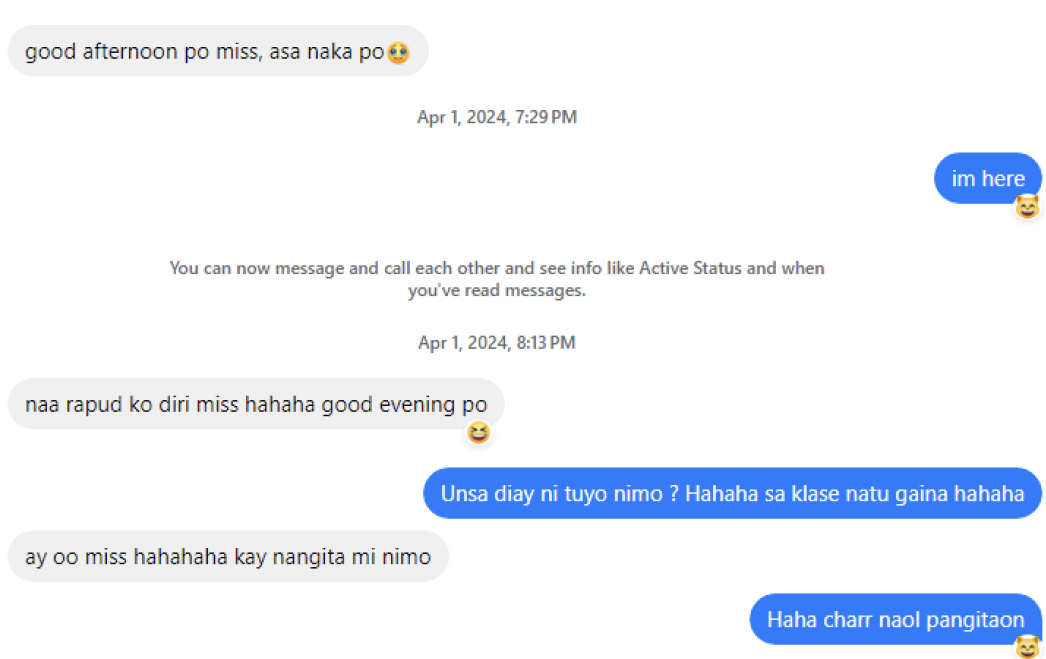 good afternoon po miss, asa naka po🥹
Apr 1, 2024, 7:29 PM
im here
You can now message and call each other and see info like Active Status and when
you've read messages.
Apr 1, 2024, 8:13 PM
naa rapud ko diri miss hahaha good evening po
Unsa diay ni tuyo nimo ? Hahaha sa klase natu gaina hahaha
ay oo miss hahahaha kay nangita mi nimo
Haha charr naol pangitaon